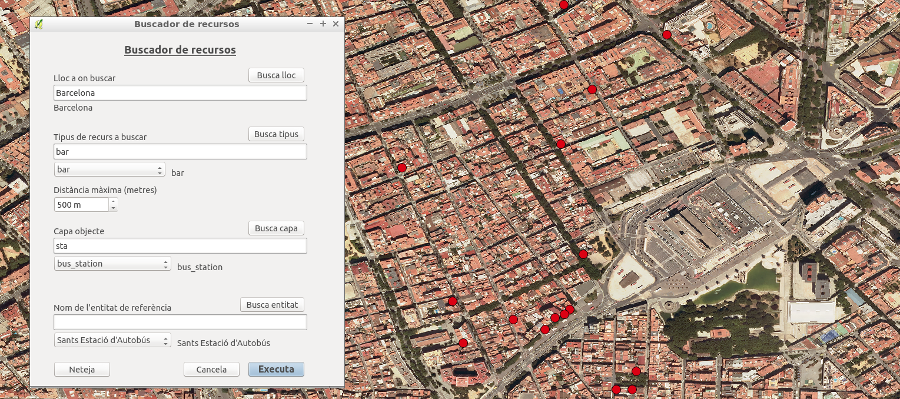 Buscador de recursos
Buscador de recursos
Lloc a on buscar
Busca lloc
Barcelona
Barcelona
Tipus de recurs a buscar
Busca tipus
bar
bar
bar
Distància màxima (metres)
500 m
Capa objecte
Busca capa
sta
bus_station
bus_station
Nom de l'entitat de referència
Busca entitat
Sants Estació d'Autobús
Sants Estació d'Autobús
Neteja
Cancela
Executa